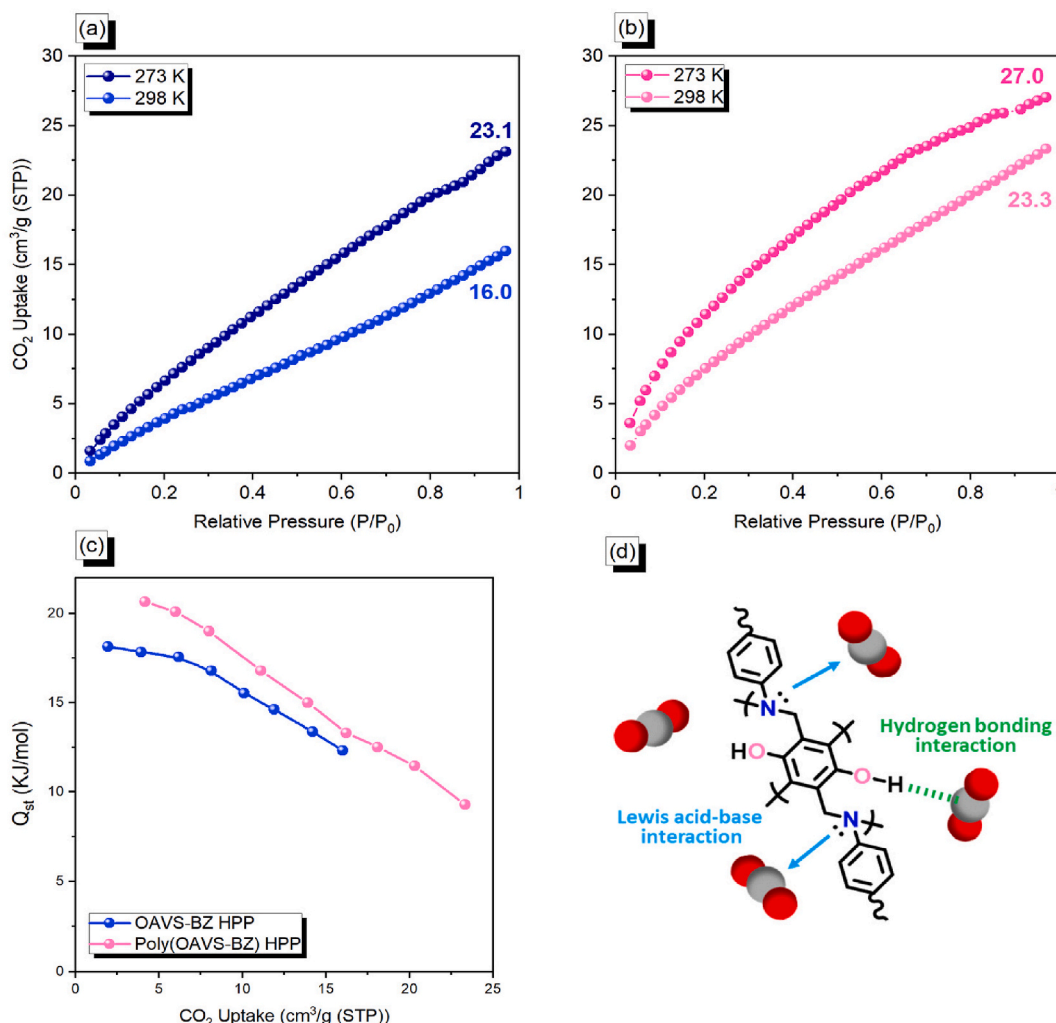 (a)
30
25
20
15
10
5
0
CO₂ Uptake (cm³/g (STP))
273 K
298 K
23.1
16.0
0
0.2
0.4
0.6
0.8
1
Relative Pressure (P/P₀)
(b)
30
25
20
15
10
5
0
273 K
298 K
27.0
23.3
0
0.2
0.4
0.6
0.8
Relative Pressure (P/P₀)
(c)
20
15
10
5
0
Qst (KJ/mol)
OAVS-BZ HPP
Poly(OAVS-BZ) HPP
0
5
10
15
20
25
CO₂ Uptake (cm³/g (STP))
(d)
N
HO
O
H
N
Hydrogen bonding
interaction
Lewis acid-base
interaction